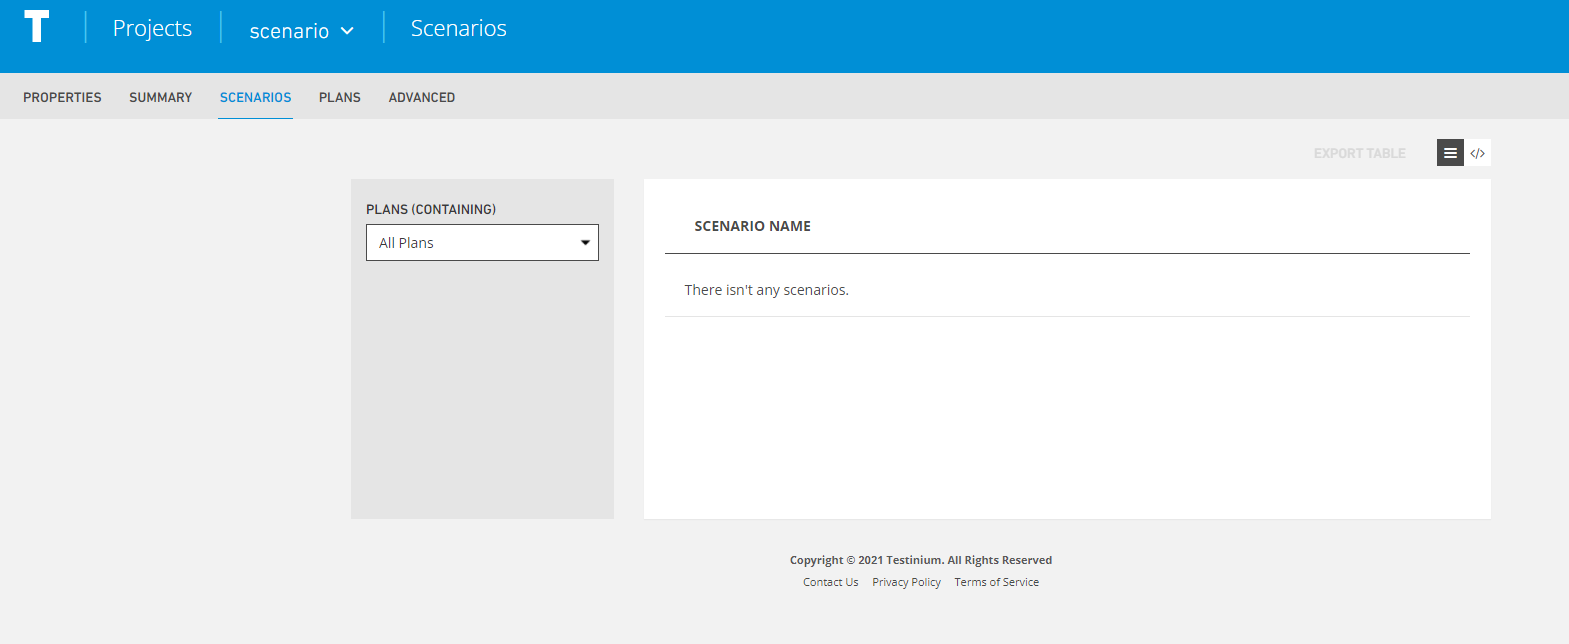 T Projects scenario Scenarios
PROPERTIES SUMMARY SCENARIOS PLANS ADVANCED
EXPORT TABLE </>
PLANS (CONTAINING)
All Plans
SCENARIO NAME
There isn't any scenarios.
Copyright © 2021 Testinium. All Rights Reserved
Contact Us Privacy Policy Terms of Service